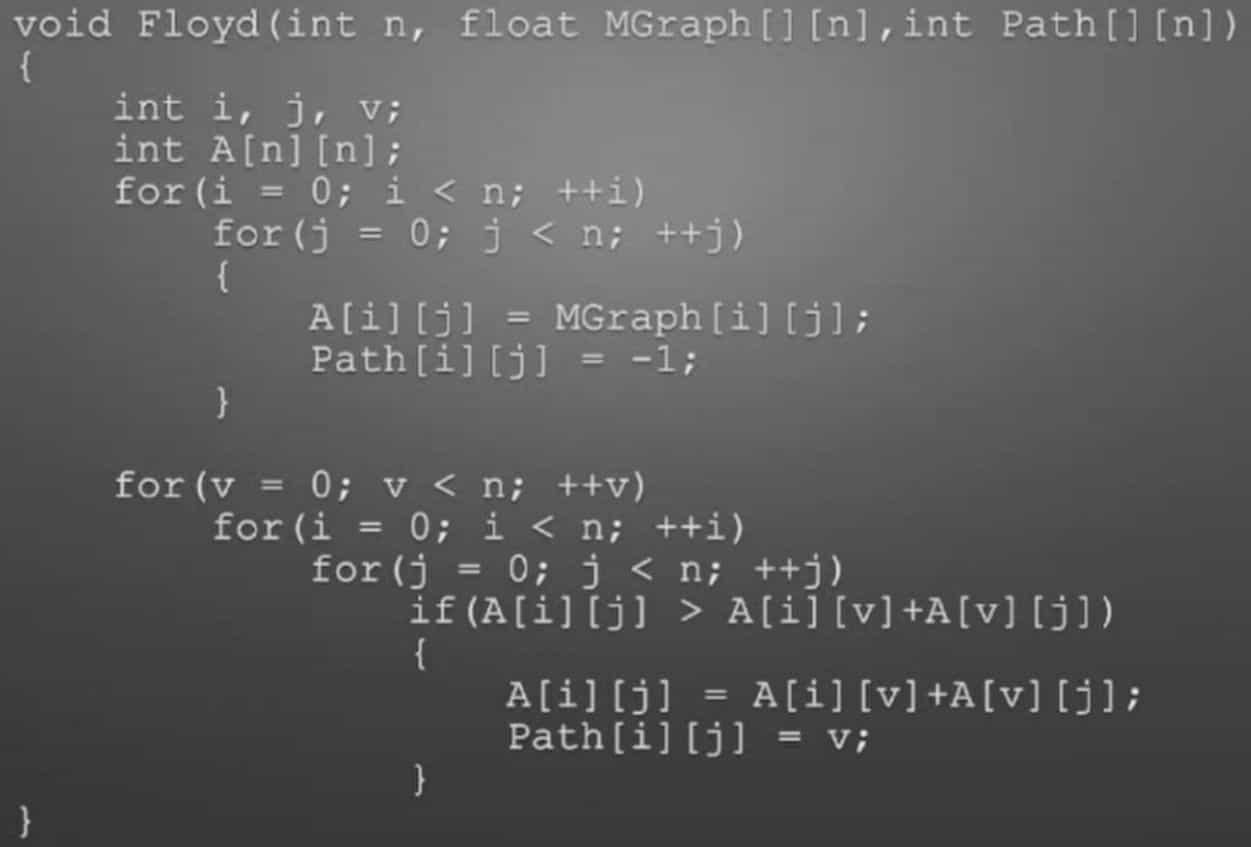 void Floyd(int n, float MGraph[][n],int Path[][n])
{
    int i, j, v;
    int A[n][n];
    for(i = 0; i < n; ++i)
        for(j = 0; j < n; ++j)
        {
            A[i][j] = MGraph[i][j];
            Path[i][j] = -1;
        }

    for(v = 0; v < n; ++v)
        for(i = 0; i < n; ++i)
            for(j = 0; j < n; ++j)
                if(A[i][j] > A[i][v]+A[v][j])
                {
                    A[i][j] = A[i][v]+A[v][j];
                    Path[i][j] = v;
                }
}